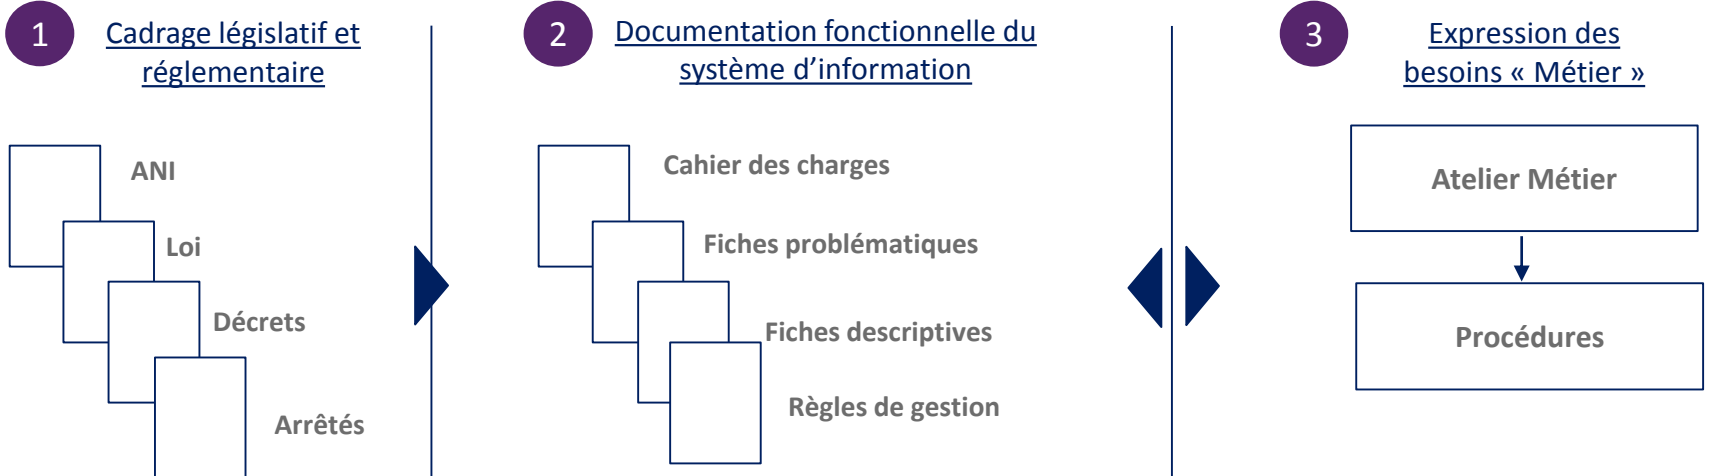 1
Cadrage législatif et
réglementaire
ANI
Loi
Décrets
Arrêtés
2
Documentation fonctionnelle du
système d’information
Cahier des charges
Fiches problématiques
Fiches descriptives
Règles de gestion
3
Expression des
besoins « Métier »
Atelier Métier
Procédures